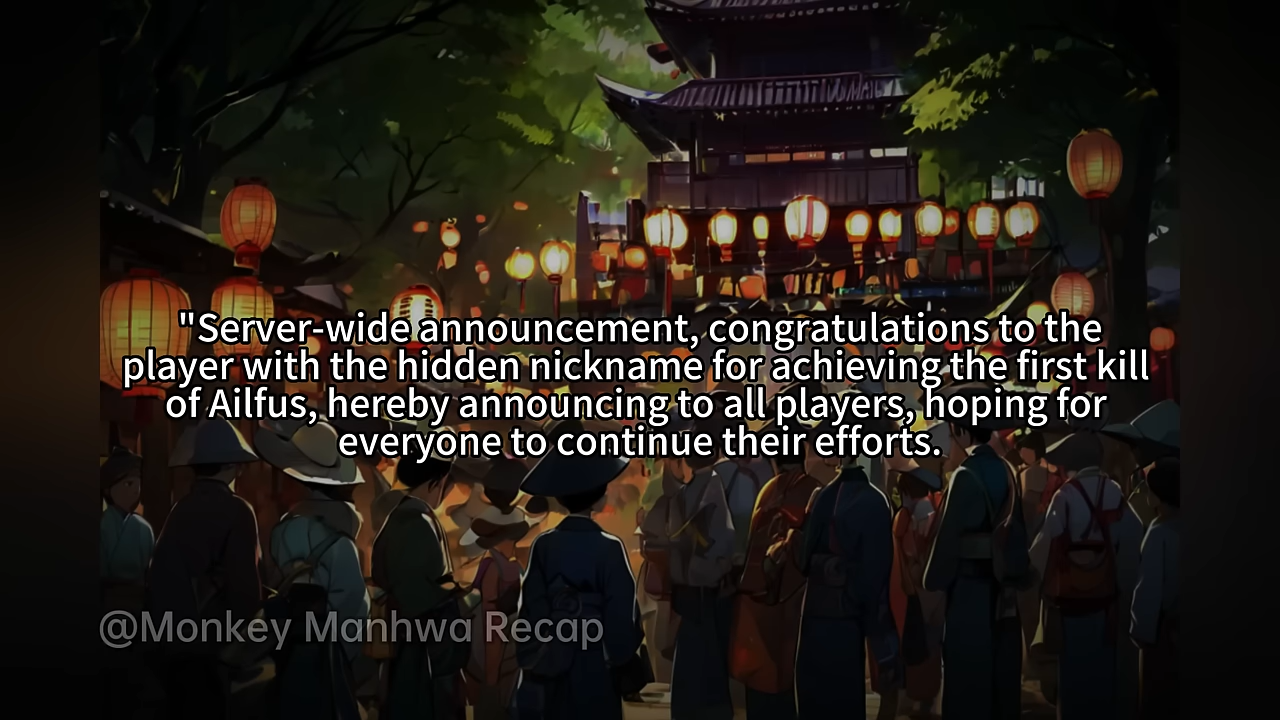 "Server-wide announcement, congratulations to the
player with the hidden nickname for achieving the first kill
of Ailfus, hereby announcing to all players, hoping for
everyone to continue their efforts.
@Monkey Manhwa Recap